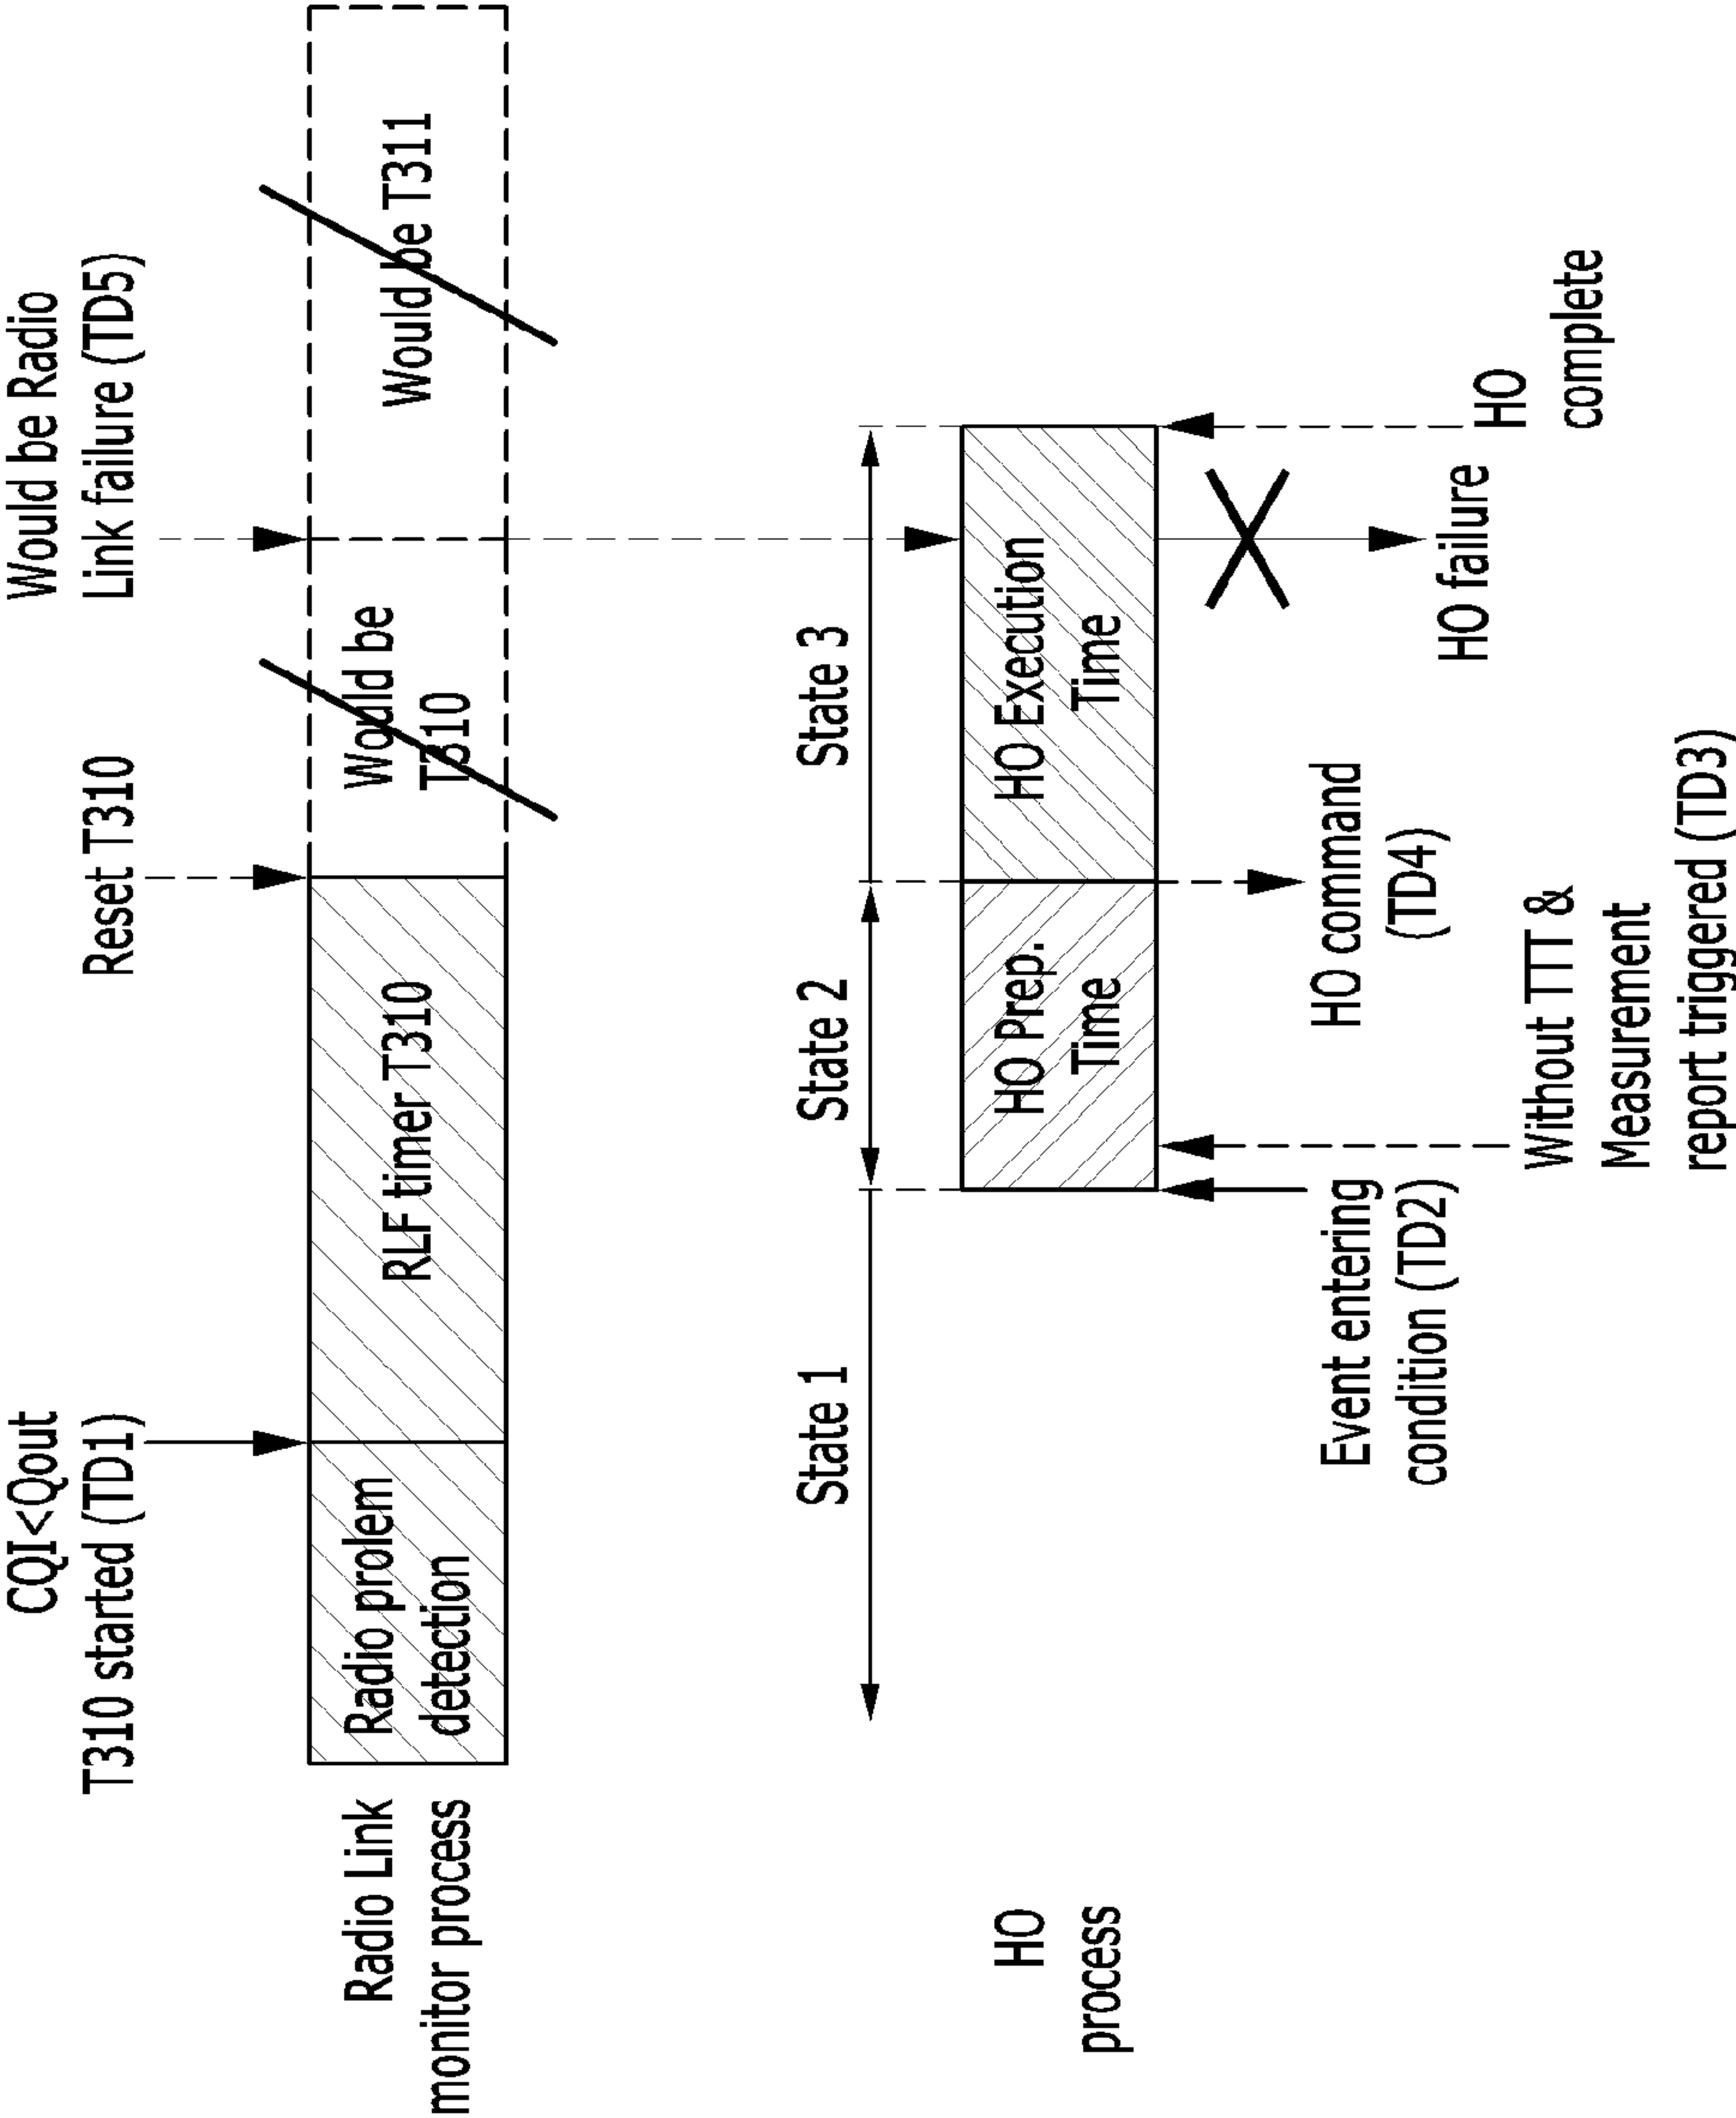 CQI<Qout
T310 started (TD1)
Reset T310
Would be Radio
Link failure (TD5)
Radio Link
monitor process
Radio prolem
detection
RLF timer T310
Would be
T310
Would be T311
State 1
State 2
State 3
HO
process
HO Prep.
Time
HO Execution
Time
Event entering
condition (TD2)
HO command
(TD4)
HO failure
HO
complete
Without TTT &
Measurement
report triggered (TD3)